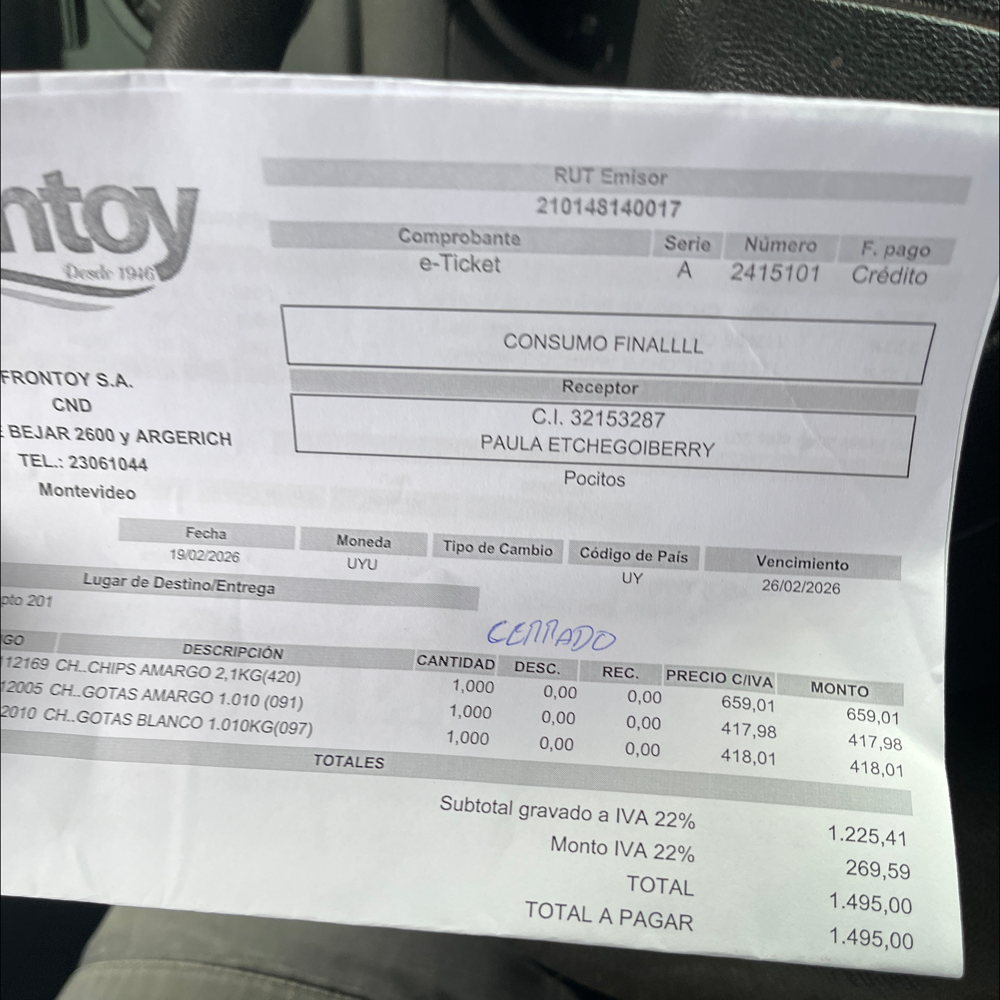 ntoy
Desde 1946
RUT Emisor
210148140017
Comprobante Serie Número F. pago
e-Ticket A 2415101 Crédito
CONSUMO FINALLLL
Receptor
C.I. 32153287
PAULA ETCHEGOIBERRY
Pocitos
FRONTOY S.A.
CND
BEJAR 2600 y ARGERICH
TEL.: 23061044
Montevideo
Fecha Moneda Tipo de Cambio Código de País Vencimiento
19/02/2026 UYU UY 26/02/2026
Lugar de Destino/Entrega
pto 201
CERRADO
GO DESCRIPCIÓN CANTIDAD DESC. REC. PRECIO C/IVA MONTO
12169 CH..CHIPS AMARGO 2,1KG(420) 1,000 0,00 0,00 659,01 659,01
12005 CH..GOTAS AMARGO 1.010 (091) 1,000 0,00 0,00 417,98 417,98
2010 CH..GOTAS BLANCO 1.010KG(097) 1,000 0,00 0,00 418,01 418,01
TOTALES
Subtotal gravado a IVA 22% 1.225,41
Monto IVA 22% 269,59
TOTAL 1.495,00
TOTAL A PAGAR 1.495,00